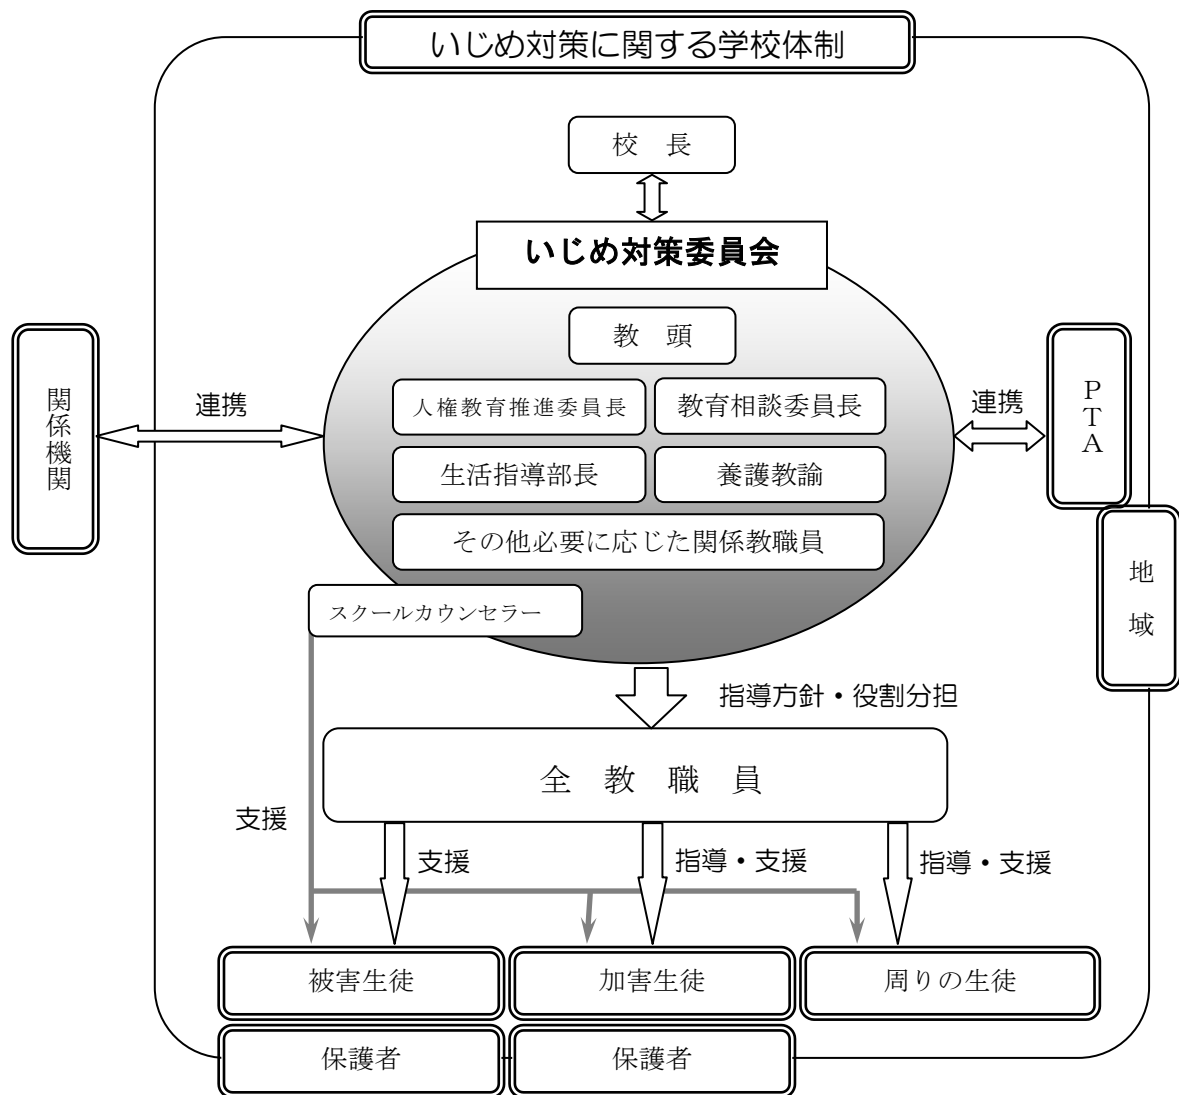 いじめ対策に関する学校体制
校　長
いじめ対策委員会
教　頭
人権教育推進委員長
教育相談委員長
生活指導部長
養護教諭
その他必要に応じた関係教職員
スクールカウンセラー
関係機関
連携
連携
PTA
地域
指導方針・役割分担
全　教　職　員
支援
支援
指導・支援
指導・支援
被害生徒
加害生徒
周りの生徒
保護者
保護者